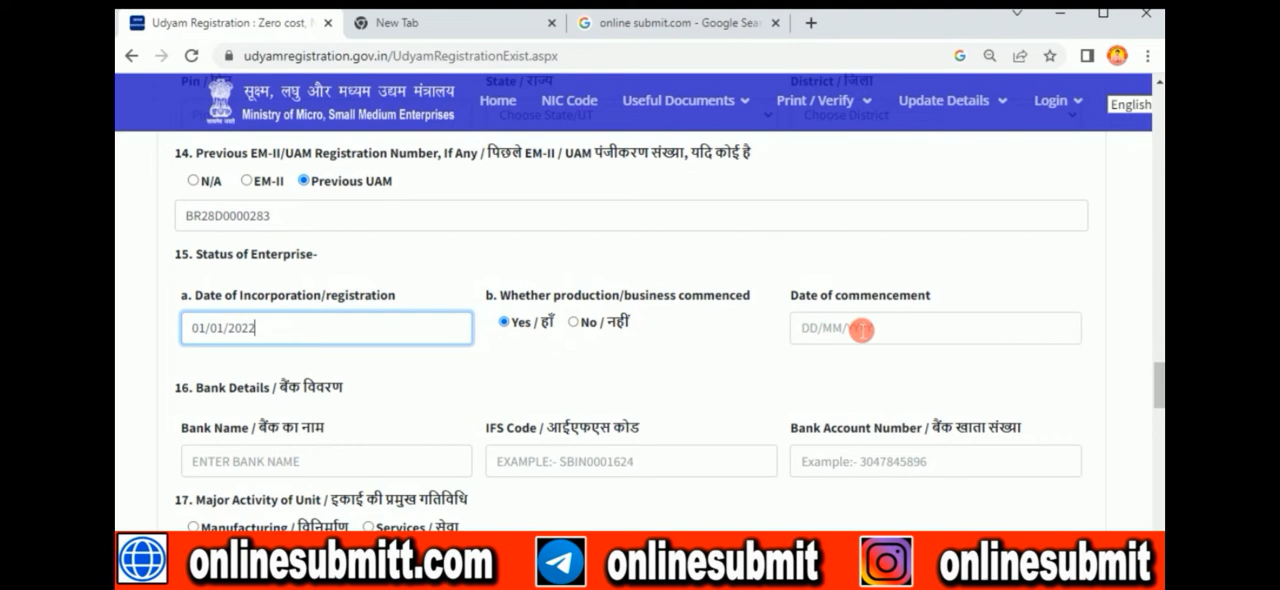 Udyam Registration : Zero cost,
New Tab
online submit.com - Google Sea
udyamregistration.gov.in/UdyamRegistrationExist.aspx
Pin
State / राज्य
District / जिला
सूक्ष्म, लघु और मध्यम उद्यम मंत्रालय
Ministry of Micro, Small Medium Enterprises
Home
NIC Code
Useful Documents
Print / Verify
Update Details
Login
English
Choose State/UT
Choose District
14. Previous EM-II/UAM Registration Number, If Any / पिछले EM-II / UAM पंजीकरण संख्या, यदि कोई है
N/A
EM-II
Previous UAM
BR28D0000283
15. Status of Enterprise-
a. Date of Incorporation/registration
b. Whether production/business commenced
Date of commencement
01/01/2022
Yes / हाँ
No / नहीं
DD/MM/YYYY
16. Bank Details / बैंक विवरण
Bank Name / बैंक का नाम
IFS Code / आईएफएस कोड
Bank Account Number / बैंक खाता संख्या
ENTER BANK NAME
EXAMPLE:- SBIN0001624
Example:- 3047845896
17. Major Activity of Unit / इकाई की प्रमुख गतिविधि
Manufacturing / विनिर्माण
Services / सेवा
onlinesubmitt.com
onlinesubmit
onlinesubmit